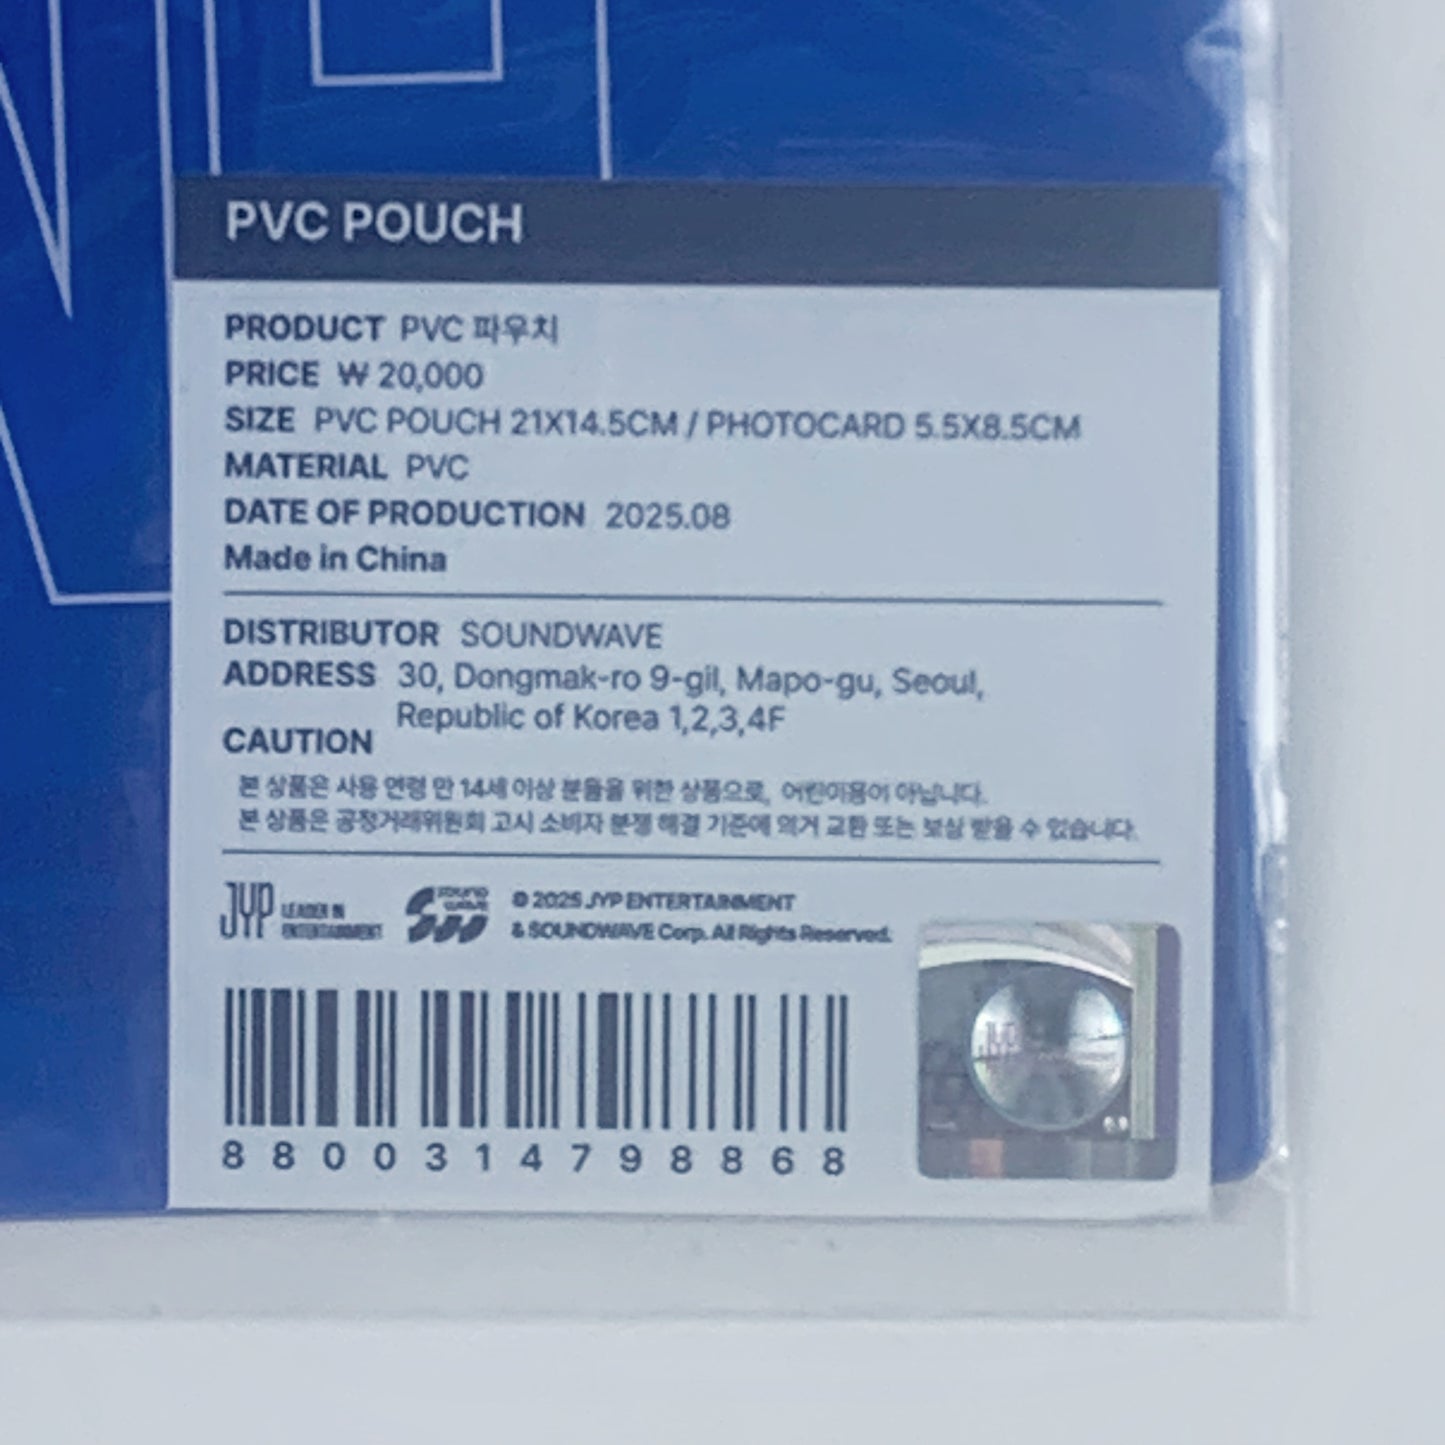 PVC POUCH
PRODUCT PVC 파우치
PRICE ₩ 20,000
SIZE PVC POUCH 21X14.5CM / PHOTOCARD 5.5X8.5CM
MATERIAL PVC
DATE OF PRODUCTION 2025.08
Made in China
DISTRIBUTOR SOUNDWAVE
ADDRESS 30, Dongmak-ro 9-gil, Mapo-gu, Seoul,
Republic of Korea 1,2,3,4F
CAUTION
본 상품은 사용 연령 만 14세 이상 분들을 위한 상품으로, 어린이용이 아닙니다.
본 상품은 공정거래위원회 고시 소비자 분쟁 해결 기준에 의거 교환 또는 보상 받을 수 있습니다.
JYP LEADER IN
ENTERTAINMENT
SOUND
WAVE
© 2025 JYP ENTERTAINMENT
& SOUNDWAVE Corp. All Rights Reserved.
JYP
8800314798868